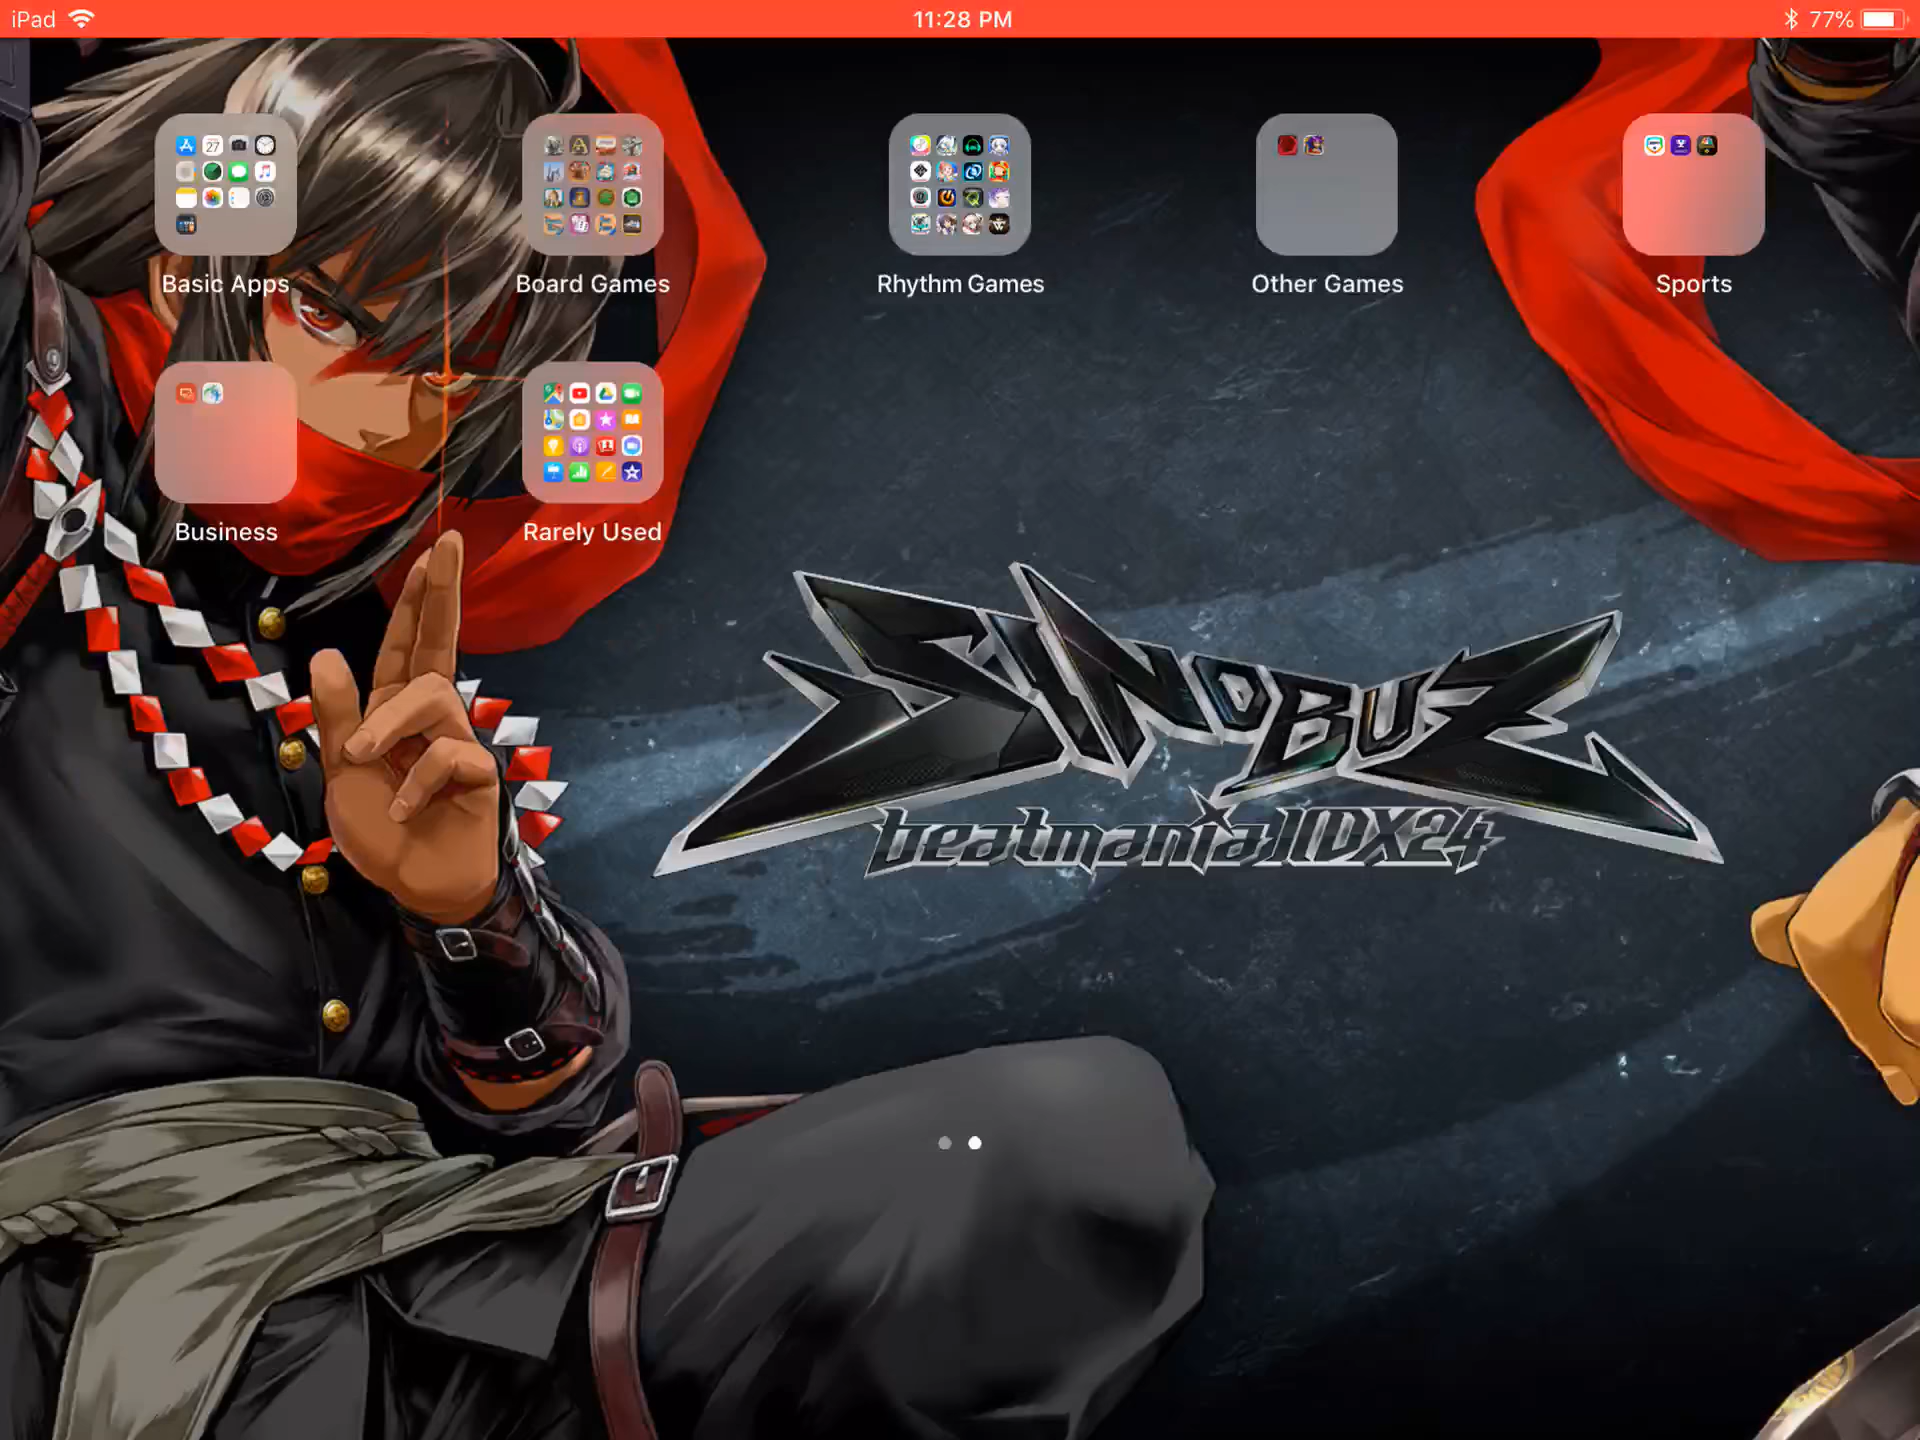 iPad 11:28 PM 77%
27
Basic Apps Board Games Rhythm Games Other Games Sports
Business Rarely Used
SINOBUZ
beatmania IIDX 24